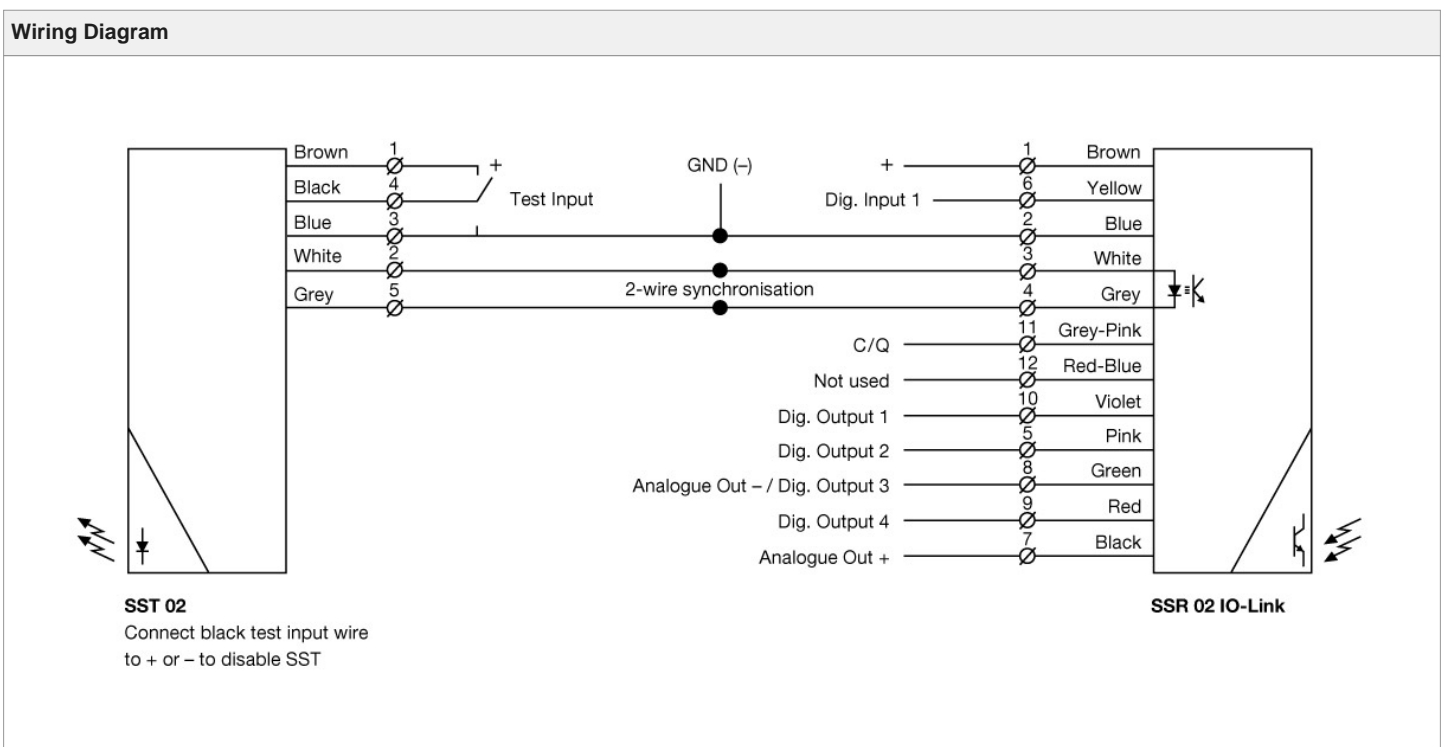 Wiring Diagram
Brown 1
+
Black 4
Test Input
Blue 3
White 2
Grey 5
GND (–)
2-wire synchronisation
+ 1 Brown
Dig. Input 1 6 Yellow
2 Blue
3 White
4 Grey
C/Q 11 Grey-Pink
Not used 12 Red-Blue
Dig. Output 1 10 Violet
Dig. Output 2 5 Pink
Analogue Out – / Dig. Output 3 8 Green
Dig. Output 4 9 Red
Analogue Out + 7 Black
SST 02
Connect black test input wire
to + or – to disable SST
SSR 02 IO-Link